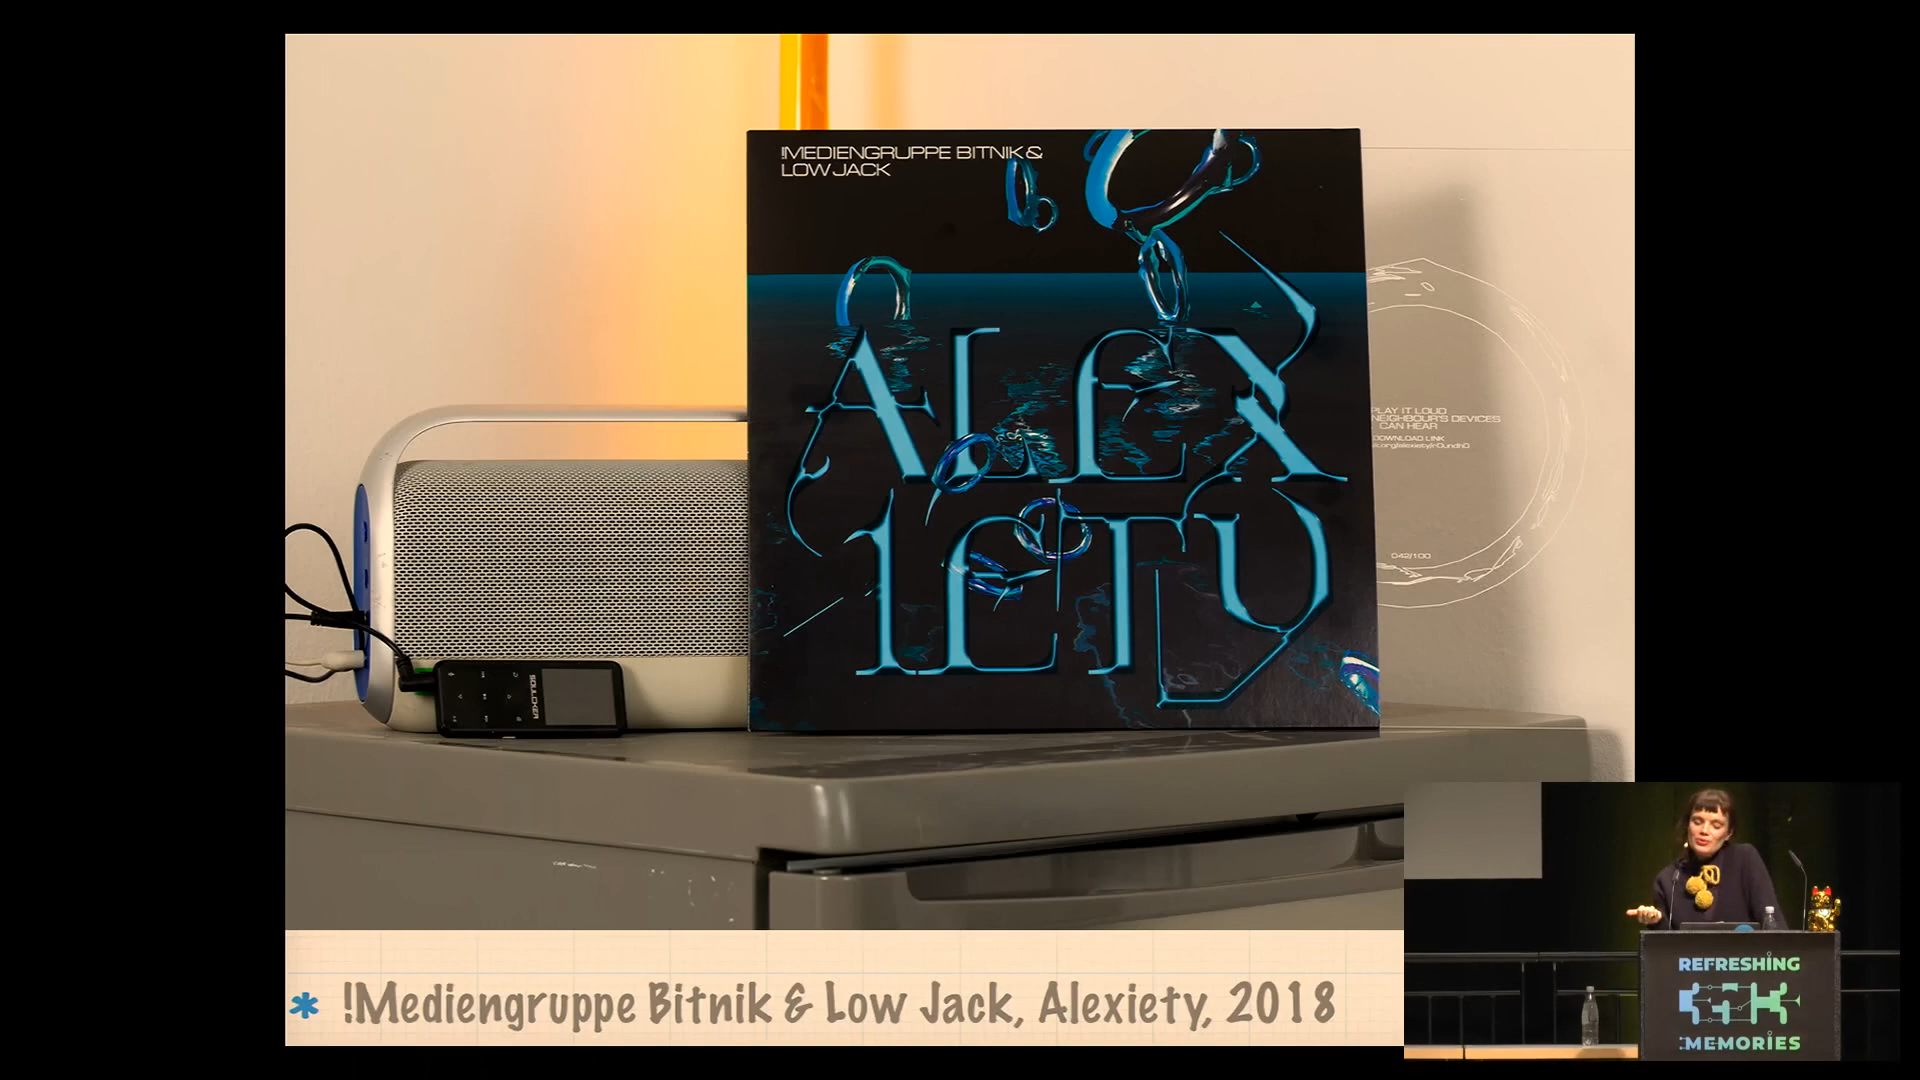 !MEDIENGRUPPE BITNIK &
LOW JACK
ALEX
IETY
PLAY IT LOUD
NEIGHBOUR'S DEVICES
CAN HEAR
DOWNLOAD LINK
042/100
SOULCKER
* !Mediengruppe Bitnik & Low Jack, Alexiety, 2018
REFRESHING
MEMORIES